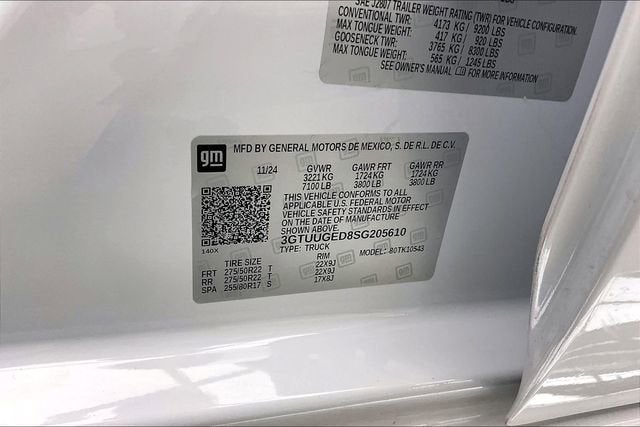 SAE J2807 TRAILER WEIGHT RATING (TWR) FOR VEHICLE CONFIGURATION.
CONVENTIONAL TWR: 4173 KG / 9200 LBS
MAX TONGUE WEIGHT: 417 KG / 920 LBS
GOOSENECK TWR: 3765 KG / 8300 LBS
MAX TONGUE WEIGHT: 565 KG / 1245 LBS
SEE OWNER'S MANUAL FOR MORE INFORMATION
gm
MFD BY GENERAL MOTORS DE MEXICO, S. DE R.L. DE C.V.
11/24 GVWR GAWR FRT GAWR RR
3221 KG 1724 KG 1724 KG
7100 LB 3800 LB 3800 LB
THIS VEHICLE CONFORMS TO ALL
APPLICABLE U.S. FEDERAL MOTOR
VEHICLE SAFETY STANDARDS IN EFFECT
ON THE DATE OF MANUFACTURE
SHOWN ABOVE.
3GTUUGED8SG205610
140X
TYPE: TRUCK MODEL: 80TK10543
TIRE SIZE RIM
FRT 275/50R22 T 22X9J
RR 275/50R22 T 22X9J
SPA 255/80R17 S 17X8J